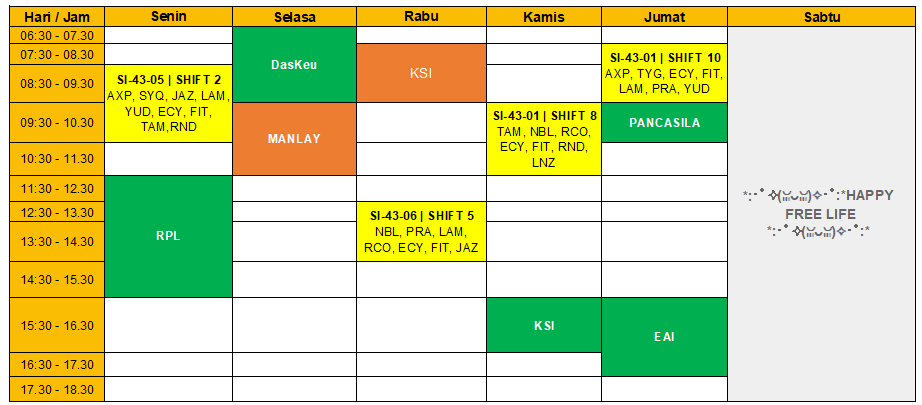 Hari / Jam Senin Selasa Rabu Kamis Jumat Sabtu
06:30 - 07.30
07:30 - 08.30
08:30 - 09.30
09:30 - 10.30
10:30 - 11.30
11:30 - 12.30
12:30 - 13.30
13:30 - 14.30
14:30 - 15.30
15:30 - 16.30
16:30 - 17.30
17.30 - 18.30
SI-43-05 | SHIFT 2
AXP, SYQ, JAZ, LAM,
YUD, ECY, FIT,
TAM,RND
RPL
DasKeu
MANLAY
KSI
SI-43-06 | SHIFT 5
NBL, PRA, LAM,
RCO, ECY, FIT, JAZ
SI-43-01 | SHIFT 8
TAM, NBL, RCO,
ECY, FIT, RND,
LNZ
KSI
SI-43-01 | SHIFT 10
AXP, TYG, ECY, FIT,
LAM, PRA, YUD
PANCASILA
EAI
HAPPY
FREE LIFE